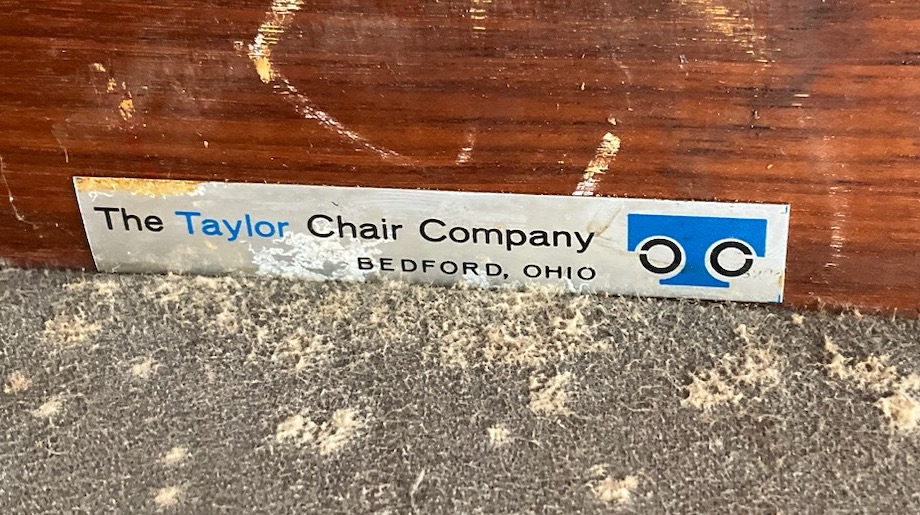 The Taylor Chair Company
BEDFORD, OHIO